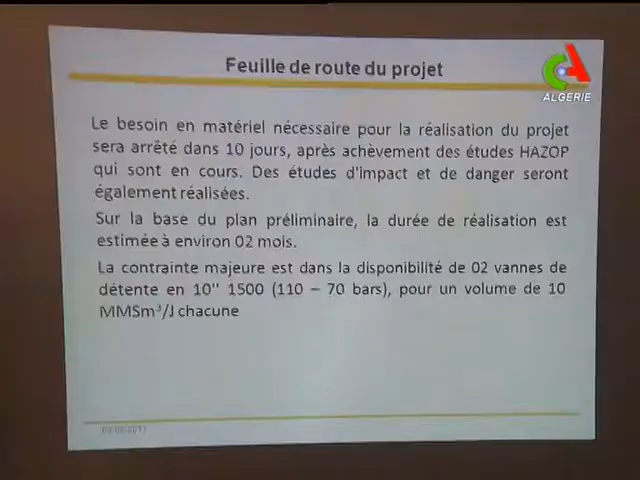 Feuille de route du projet
ALGERIE
Le besoin en matériel nécessaire pour la réalisation du projet
sera arrêté dans 10 jours, après achèvement des études HAZOP
qui sont en cours. Des études d'impact et de danger seront
également réalisées.
Sur la base du plan préliminaire, la durée de réalisation est
estimée à environ 02 mois.
La contrainte majeure est dans la disponibilité de 02 vannes de
détente en 10'' 1500 (110 – 70 bars), pour un volume de 10
MMSm³/J chacune